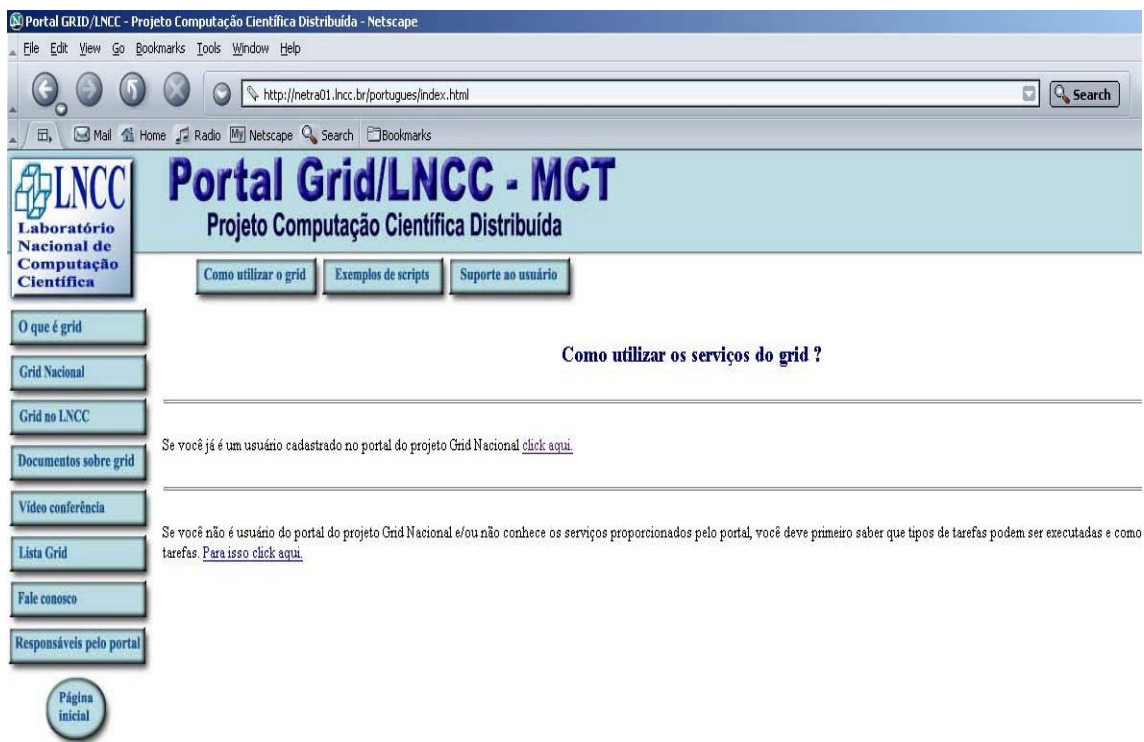 Portal GRID/LNCC - Projeto Computação Científica Distribuída - Netscape
File Edit View Go Bookmarks Tools Window Help
http://netra01.lncc.br/portugues/index.html
Search
Mail Home Radio My Netscape Search Bookmarks
LNCC
Laboratório
Nacional de
Computação
Científica
Portal Grid/LNCC - MCT
Projeto Computação Científica Distribuída
Como utilizar o grid
Exemplos de scripts
Suporte ao usuário
O que é grid
Grid Nacional
Grid no LNCC
Documentos sobre grid
Vídeo conferência
Lista Grid
Fale conosco
Responsáveis pelo portal
Página
inicial
Como utilizar os serviços do grid ?
Se você já é um usuário cadastrado no portal do projeto Grid Nacional click aqui.
Se você não é usuário do portal do projeto Grid Nacional e/ou não conhece os serviços proporcionados pelo portal, você deve primeiro saber que tipos de tarefas podem ser executadas e como
tarefas. Para isso click aqui.